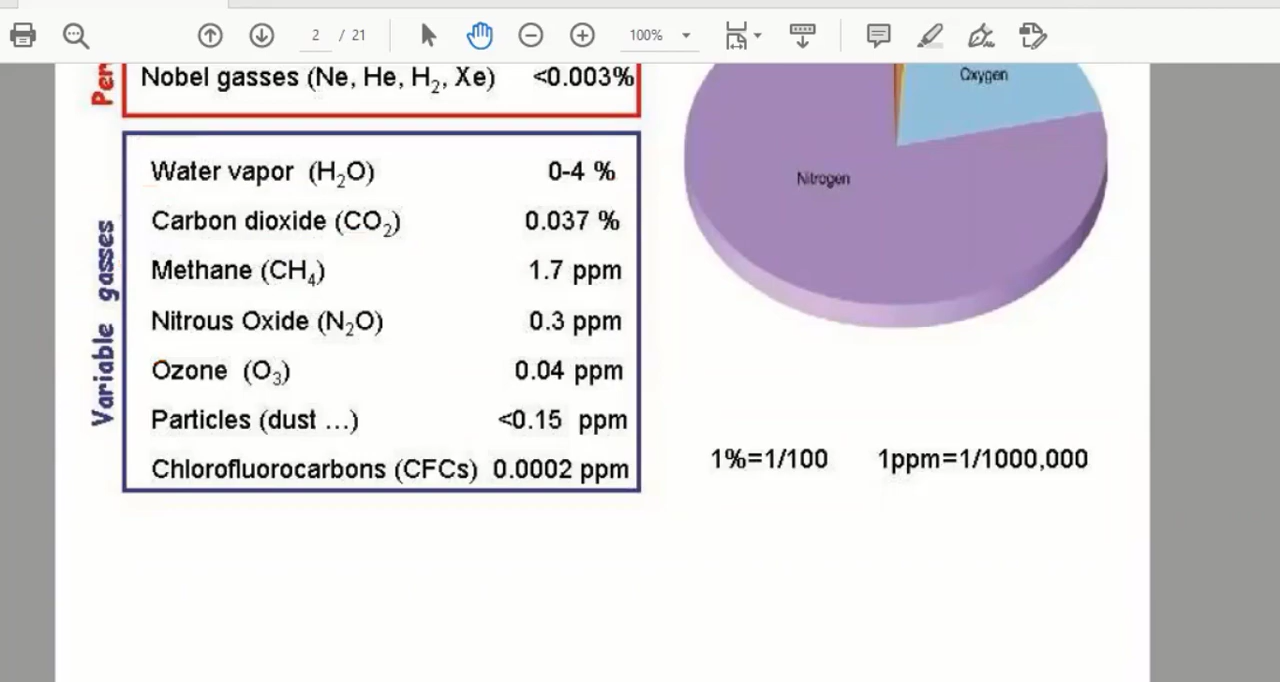 2 / 21 100%
Per
Nobel gasses (Ne, He, H₂, Xe) <0.003%
Variable gasses
Water vapor (H₂O) 0-4 %
Carbon dioxide (CO₂) 0.037 %
Methane (CH₄) 1.7 ppm
Nitrous Oxide (N₂O) 0.3 ppm
Ozone (O₃) 0.04 ppm
Particles (dust ...) <0.15 ppm
Chlorofluorocarbons (CFCs) 0.0002 ppm
Oxygen
Nitrogen
1%=1/100 1ppm=1/1000,000